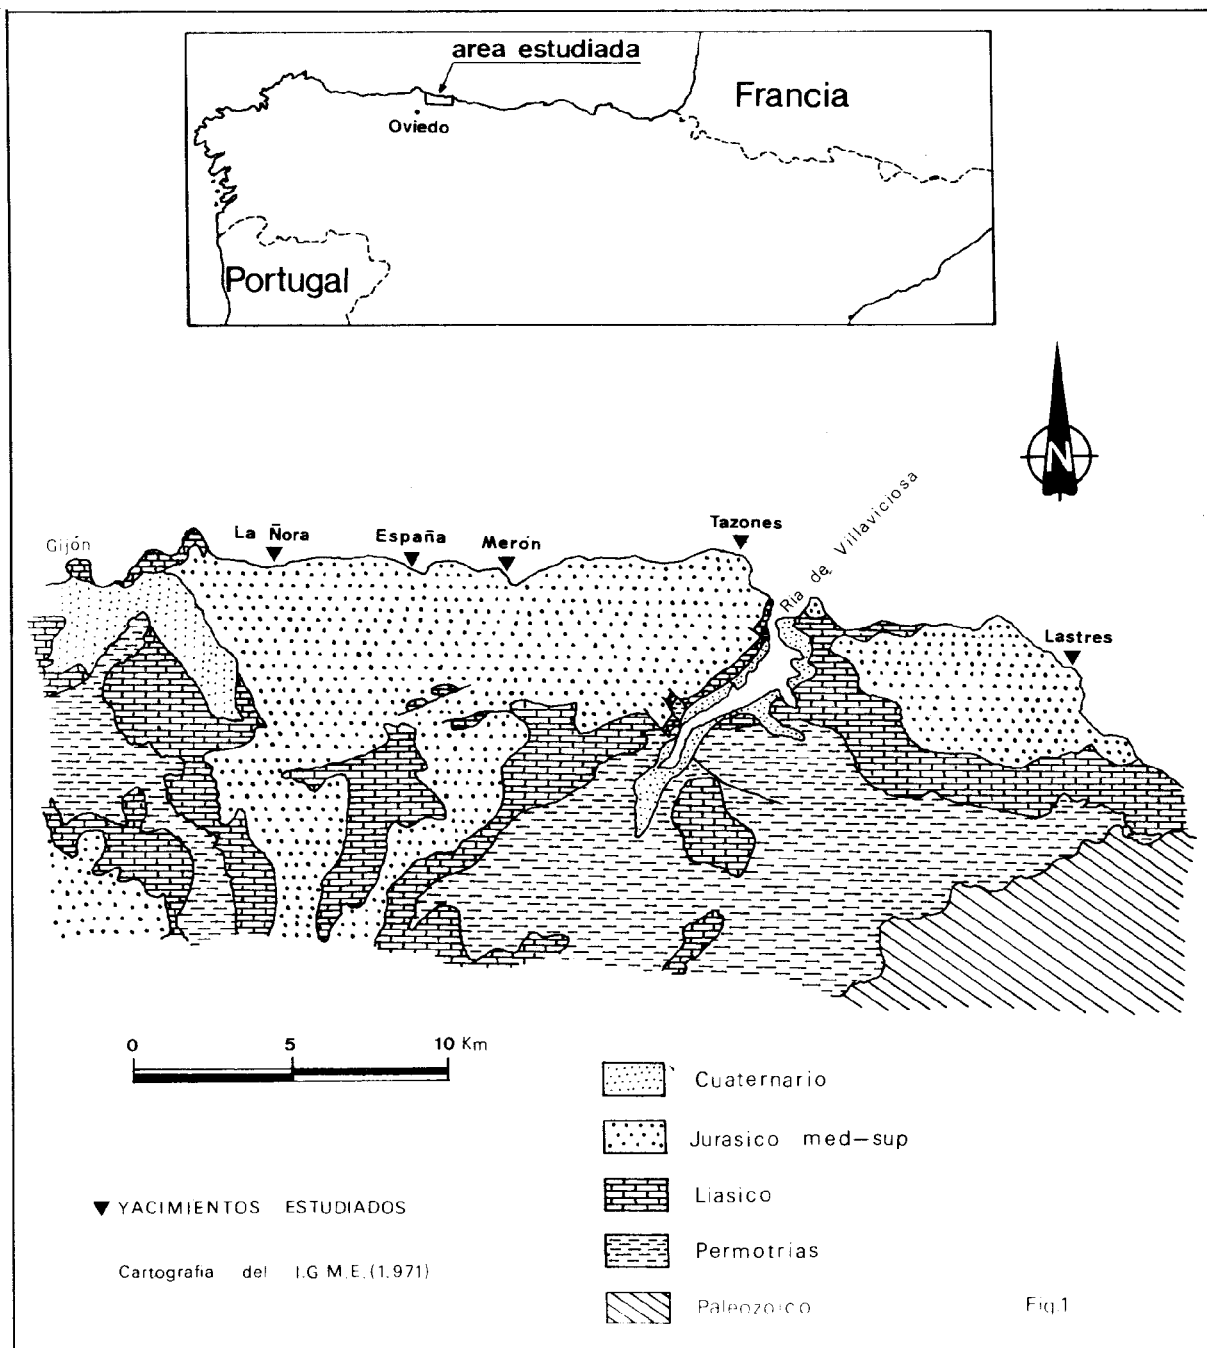 area estudiada
Francia
Oviedo
Portugal
N
Gijón
La Ñora
España
Merón
Tazones
Ria de Villaviciosa
Lastres
0 5 10 Km
Cuaternario
Jurasico med-sup
Liasico
Permotrias
Paleozoico
YACIMIENTOS ESTUDIADOS
Cartografia del I.G M.E.(1.971)
Fig.1